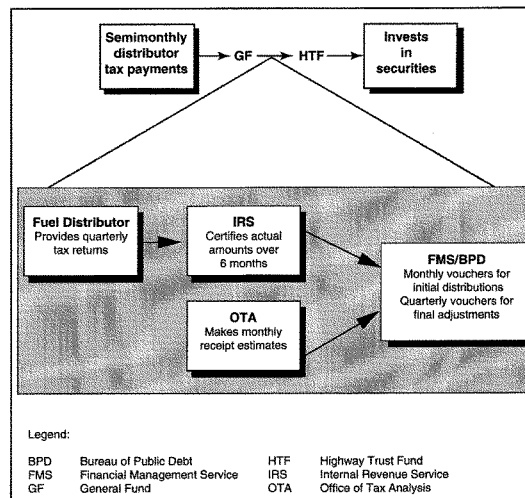 Semimonthly
distributor
tax payments
GF
HTF
Invests
in
securities
Fuel Distributor
Provides quarterly
tax returns
IRS
Certifies actual
amounts over
6 months
OTA
Makes monthly
receipt estimates
FMS/BPD
Monthly vouchers for
initial distributions
Quarterly vouchers for
final adjustments
Legend:
BPD Bureau of Public Debt HTF Highway Trust Fund
FMS Financial Management Service IRS Internal Revenue Service
GF General Fund OTA Office of Tax Analysis